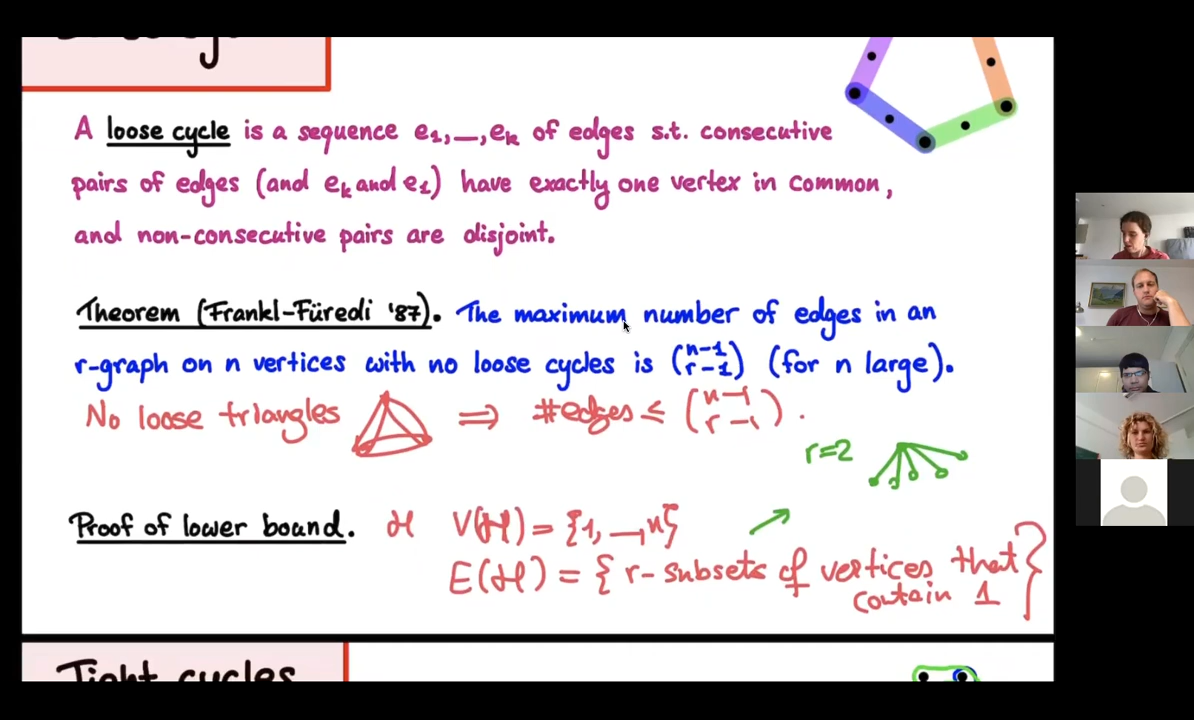 A loose cycle is a sequence e1,—,ek of edges s.t. consecutive
pairs of edges (and ek and e1) have exactly one vertex in common,
and non-consecutive pairs are disjoint.
Theorem (Frankl-Füredi '87). The maximum number of edges in an
r-graph on n vertices with no loose cycles is (n-1 r-1) (for n large).
No loose triangles ⟹ #edges ≤ (n-1 r-1).
r=2
Proof of lower bound. H V(H) = {1,—,n}
E(H) = { r-subsets of vertices that
contain 1 }
Tight cycles